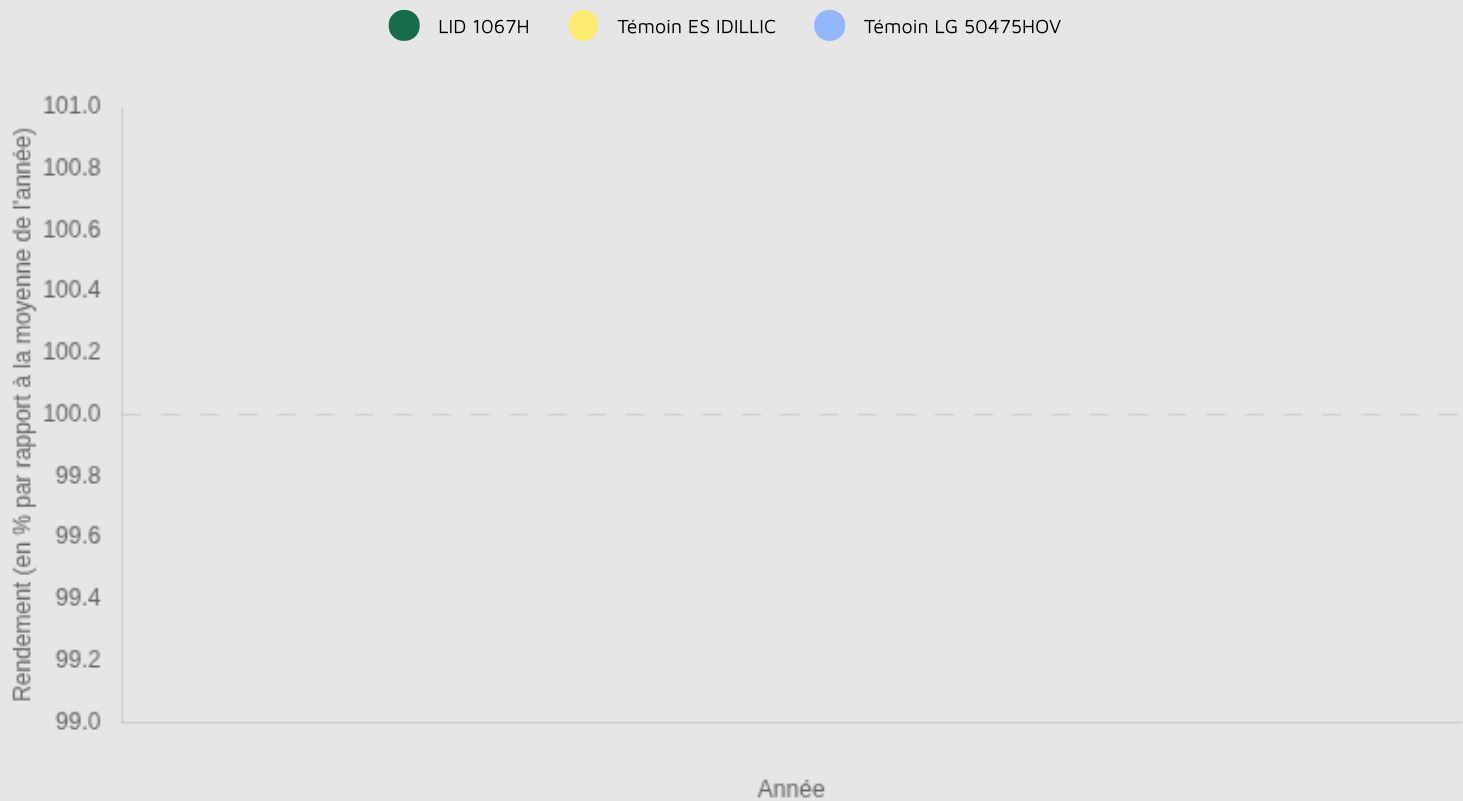 LID 1067H
Témoin ES IDILLIC
Témoin LG 50475HOV
Rendement (en % par rapport à la moyenne de l'année)
101.0
100.8
100.6
100.4
100.2
100.0
99.8
99.6
99.4
99.2
99.0
Année